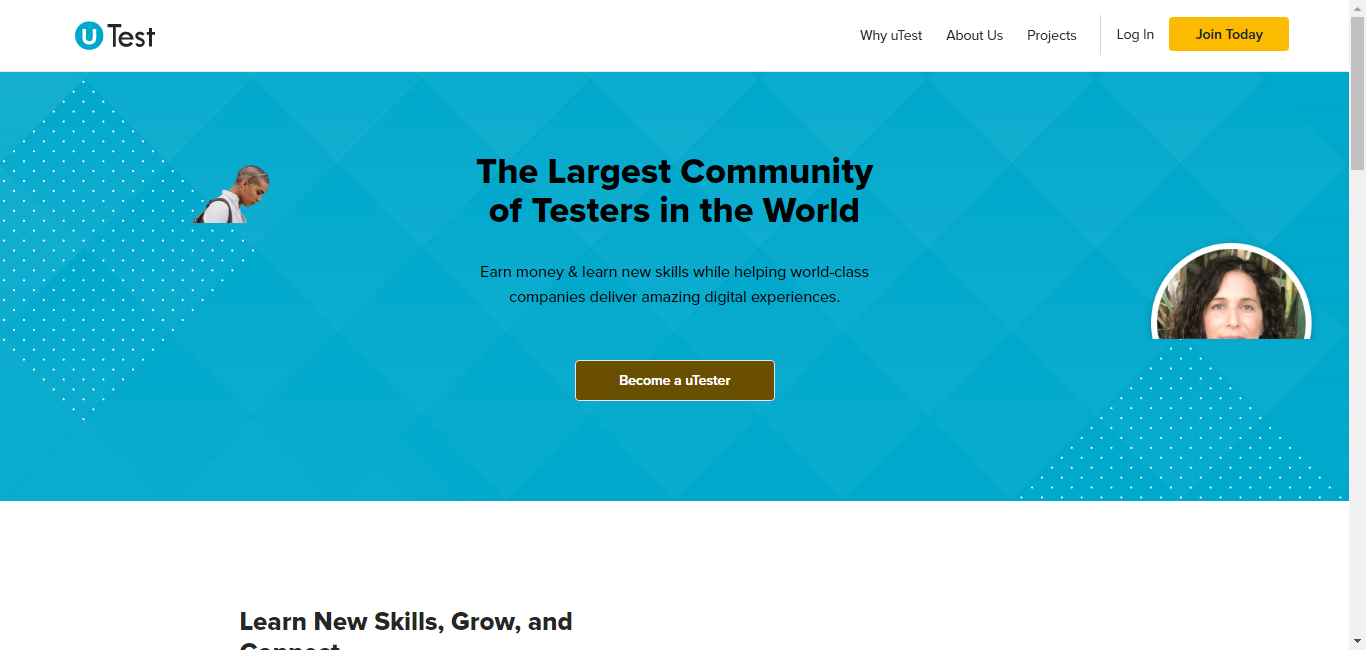 uTest
Why uTest
About Us
Projects
Log In
Join Today
The Largest Community
of Testers in the World
Earn money & learn new skills while helping world-class
companies deliver amazing digital experiences.
Become a uTester
Learn New Skills, Grow, and
Connect